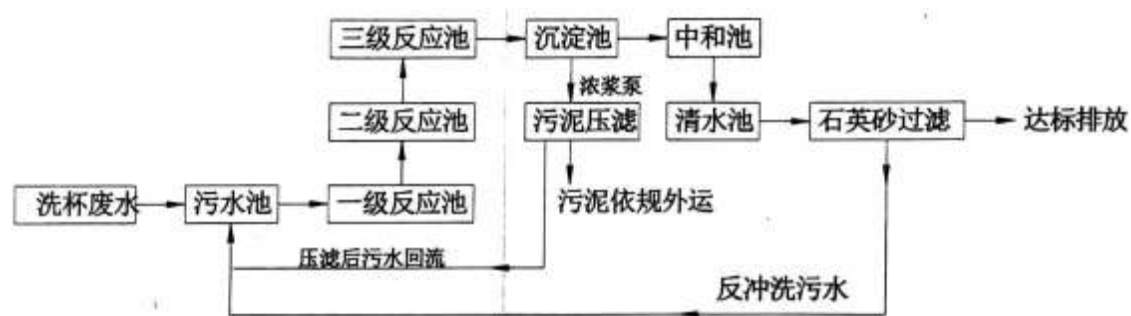 三级反应池
沉淀池
中和池
浓浆泵
二级反应池
污泥压滤
清水池
石英砂过滤
达标排放
洗杯废水
污水池
一级反应池
污泥依规外运
压滤后污水回流
反冲洗污水